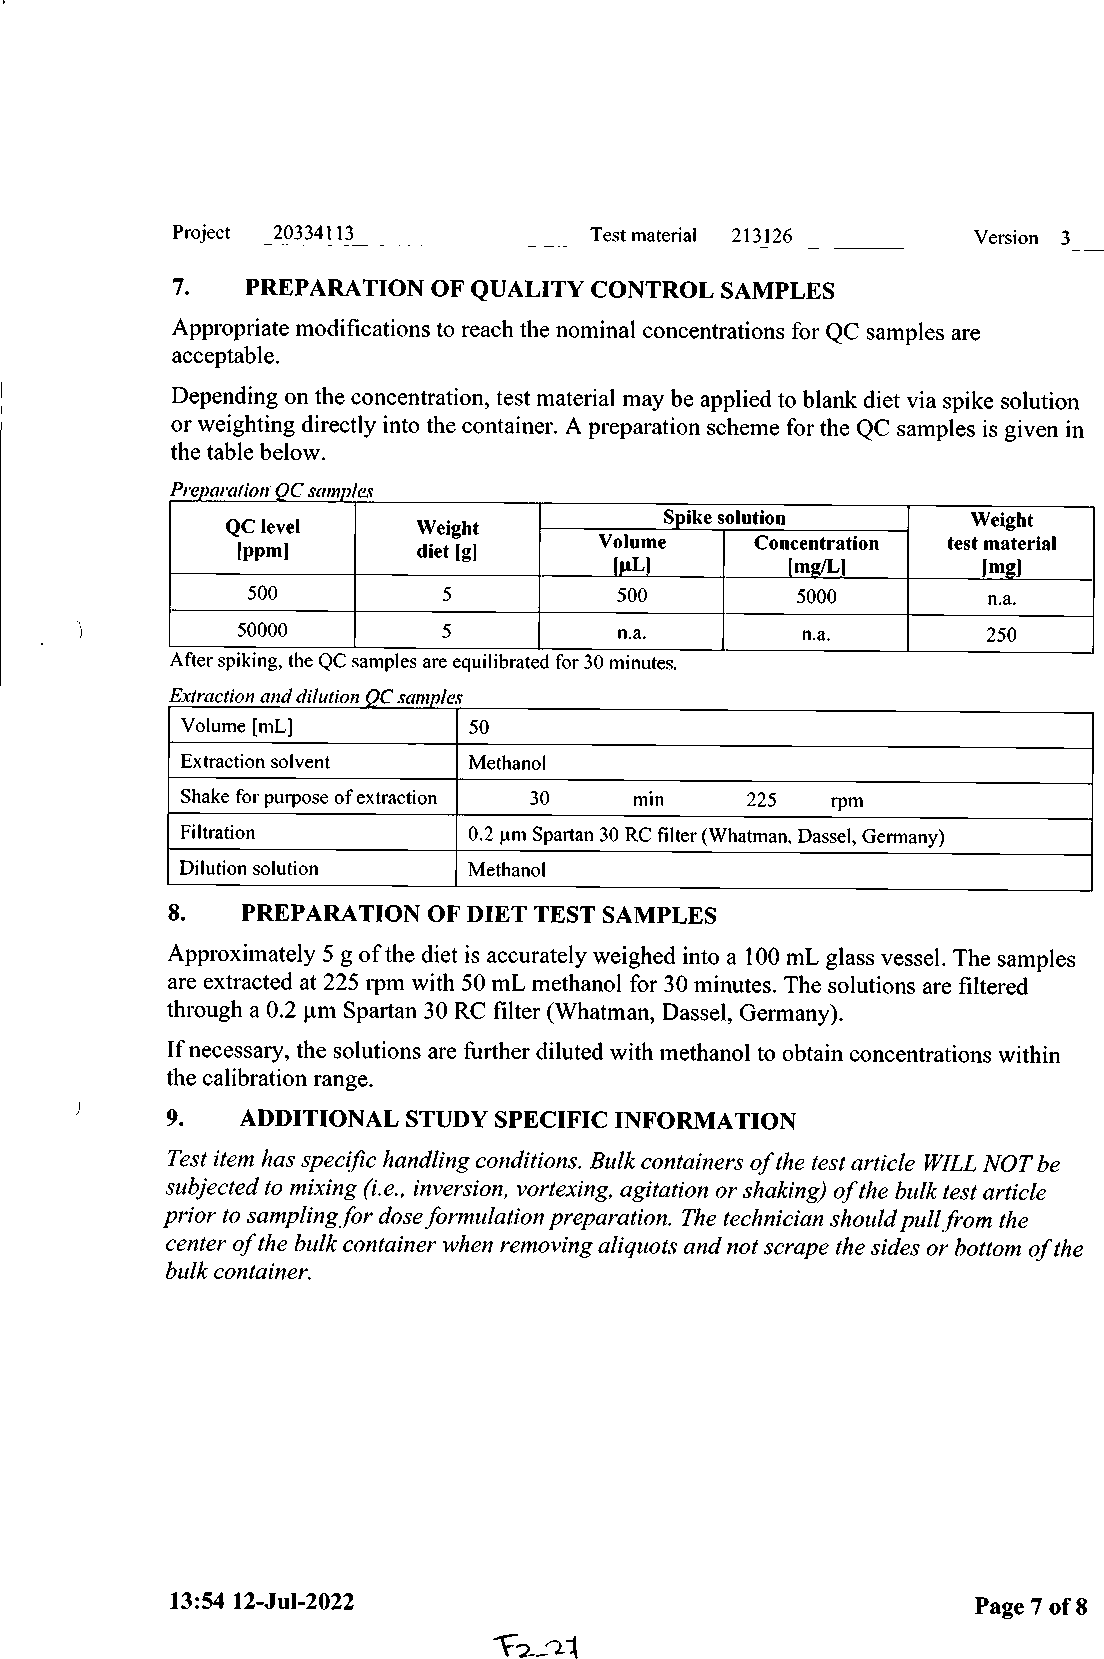 Project 20334113 Test material 213126 Version 3
7. PREPARATION OF QUALITY CONTROL SAMPLES
Appropriate modifications to reach the nominal concentrations for QC samples are
acceptable.
Depending on the concentration, test material may be applied to blank diet via spike solution
or weighting directly into the container. A preparation scheme for the QC samples is given in
the table below.
Preparation QC samples
QC level [ppm] Weight diet [g] Spike solution Volume [µL] Concentration [mg/L] Weight test material [mg]
500 5 500 5000 n.a.
50000 5 n.a. n.a. 250
After spiking, the QC samples are equilibrated for 30 minutes.
Extraction and dilution QC samples
Volume [mL] 50
Extraction solvent Methanol
Shake for purpose of extraction 30 min 225 rpm
Filtration 0.2 µm Spartan 30 RC filter (Whatman, Dassel, Germany)
Dilution solution Methanol
8. PREPARATION OF DIET TEST SAMPLES
Approximately 5 g of the diet is accurately weighed into a 100 mL glass vessel. The samples
are extracted at 225 rpm with 50 mL methanol for 30 minutes. The solutions are filtered
through a 0.2 µm Spartan 30 RC filter (Whatman, Dassel, Germany).
If necessary, the solutions are further diluted with methanol to obtain concentrations within
the calibration range.
9. ADDITIONAL STUDY SPECIFIC INFORMATION
Test item has specific handling conditions. Bulk containers of the test article WILL NOT be
subjected to mixing (i.e., inversion, vortexing, agitation or shaking) of the bulk test article
prior to sampling for dose formulation preparation. The technician should pull from the
center of the bulk container when removing aliquots and not scrape the sides or bottom of the
bulk container.
13:54 12-Jul-2022 Page 7 of 8